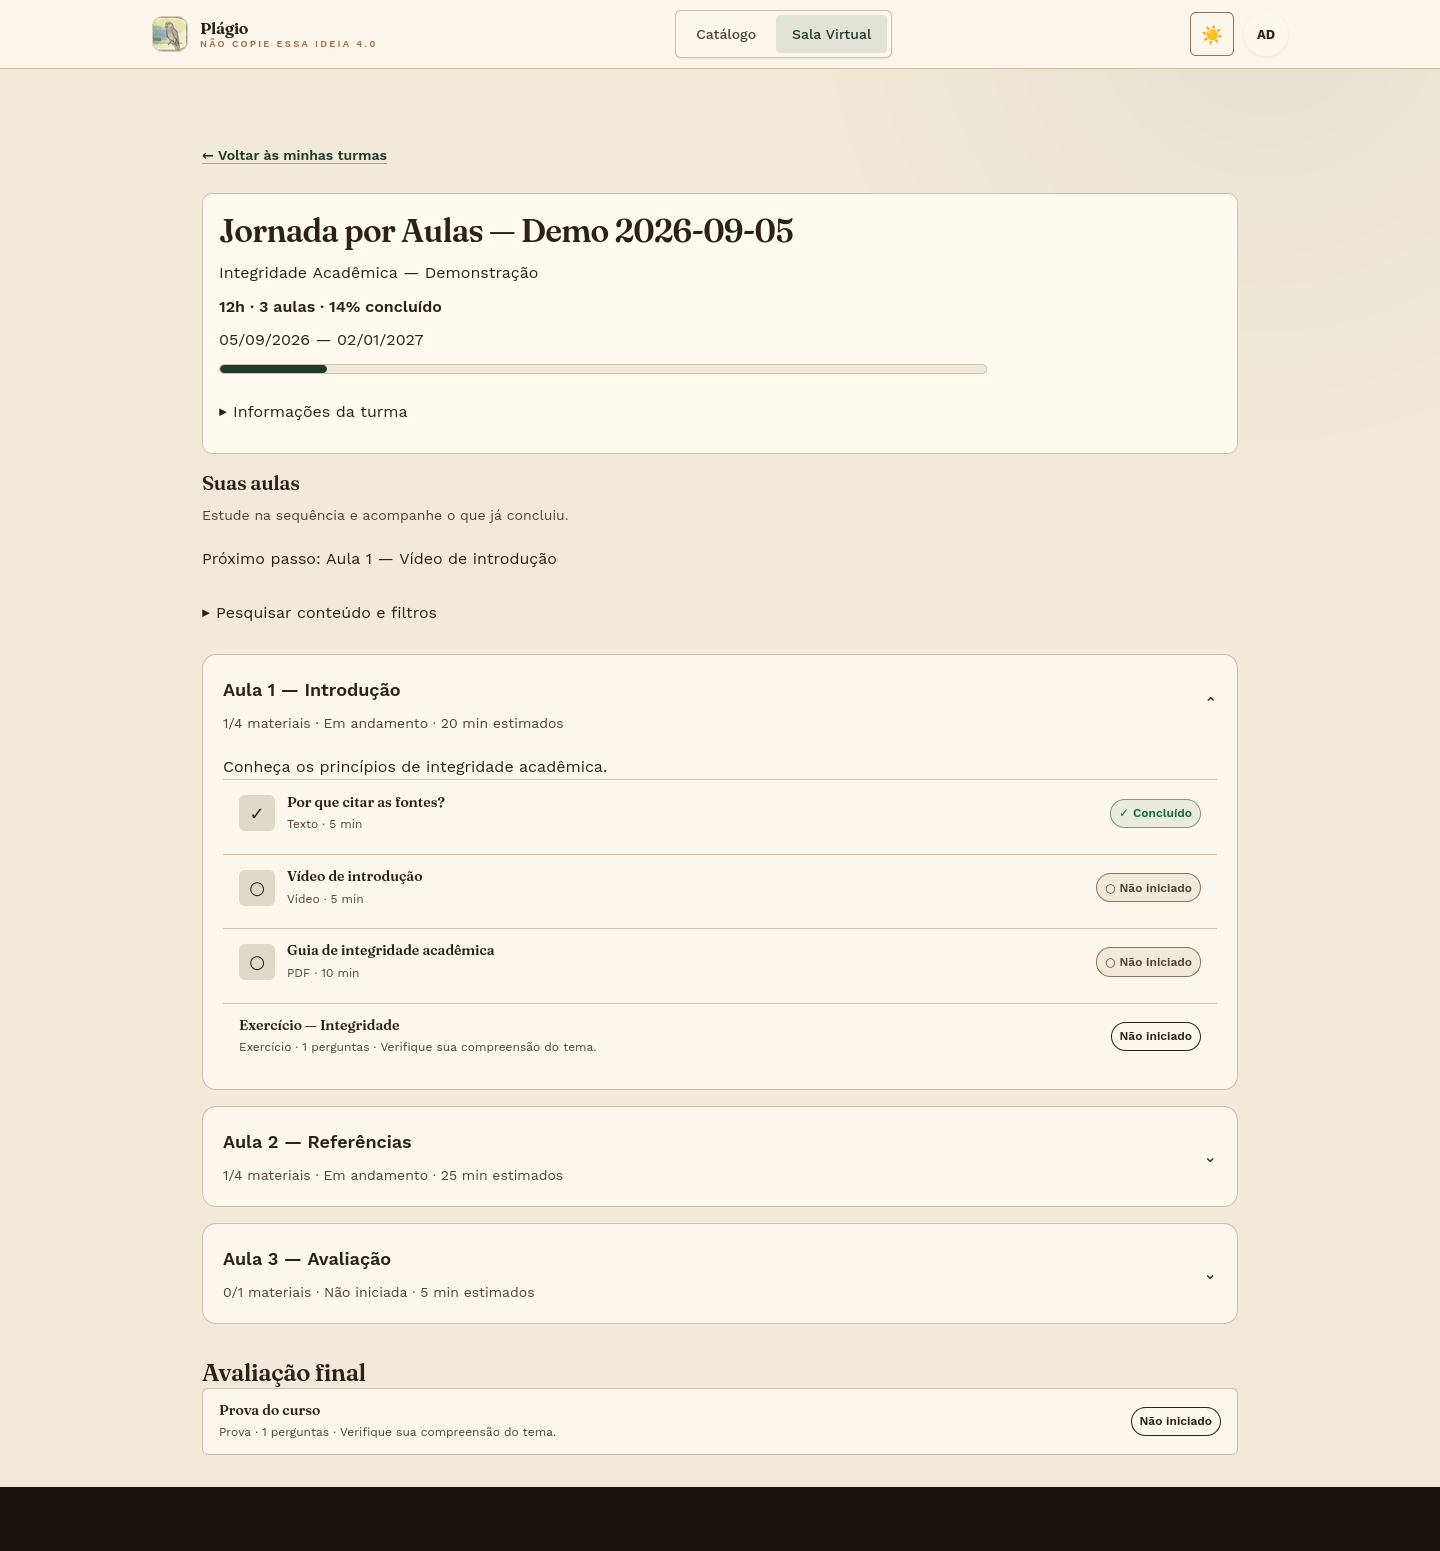 Plágio
NÃO COPIE ESSA IDEIA 4.0
Catálogo
Sala Virtual
AD
← Voltar às minhas turmas
Jornada por Aulas — Demo 2026-09-05
Integridade Acadêmica — Demonstração
12h · 3 aulas · 14% concluído
05/09/2026 — 02/01/2027
▸ Informações da turma
Suas aulas
Estude na sequência e acompanhe o que já concluiu.
Próximo passo: Aula 1 — Vídeo de introdução
▸ Pesquisar conteúdo e filtros
Aula 1 — Introdução
1/4 materiais · Em andamento · 20 min estimados
Conheça os princípios de integridade acadêmica.
✓ Por que citar as fontes?
Texto · 5 min
✓ Concluído
○ Vídeo de introdução
Vídeo · 5 min
○ Não iniciado
○ Guia de integridade acadêmica
PDF · 10 min
○ Não iniciado
Exercício — Integridade
Exercício · 1 perguntas · Verifique sua compreensão do tema.
Não iniciado
Aula 2 — Referências
1/4 materiais · Em andamento · 25 min estimados
Aula 3 — Avaliação
0/1 materiais · Não iniciada · 5 min estimados
Avaliação final
Prova do curso
Prova · 1 perguntas · Verifique sua compreensão do tema.
Não iniciado